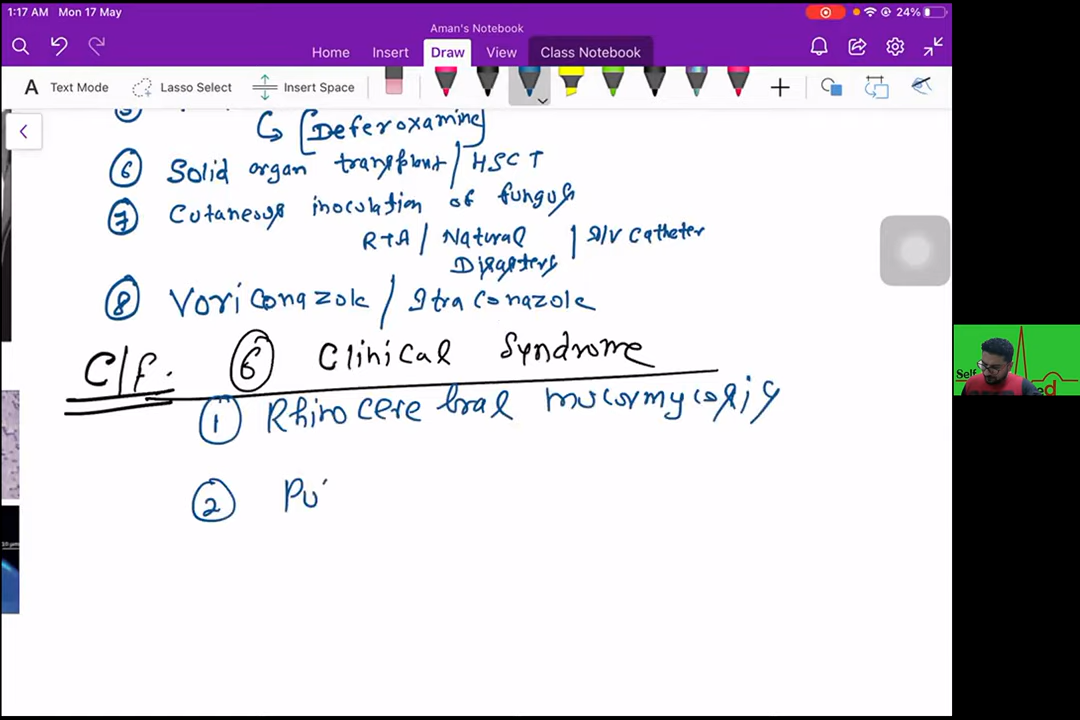 1:17 AM Mon 17 May
24%
Aman's Notebook
Home Insert Draw View Class Notebook
A Text Mode Lasso Select Insert Space
[Deferoxamine]
6 Solid organ transplant / HSCT
7 Cutaneous inoculation of fungus
RTA / Natural Disasters | I/V Catheter
8 Voriconazole / Itraconazole
C/f. 6 Clinical Syndrome
1 Rhinocerebral mucormycosis
2 Pu
Self